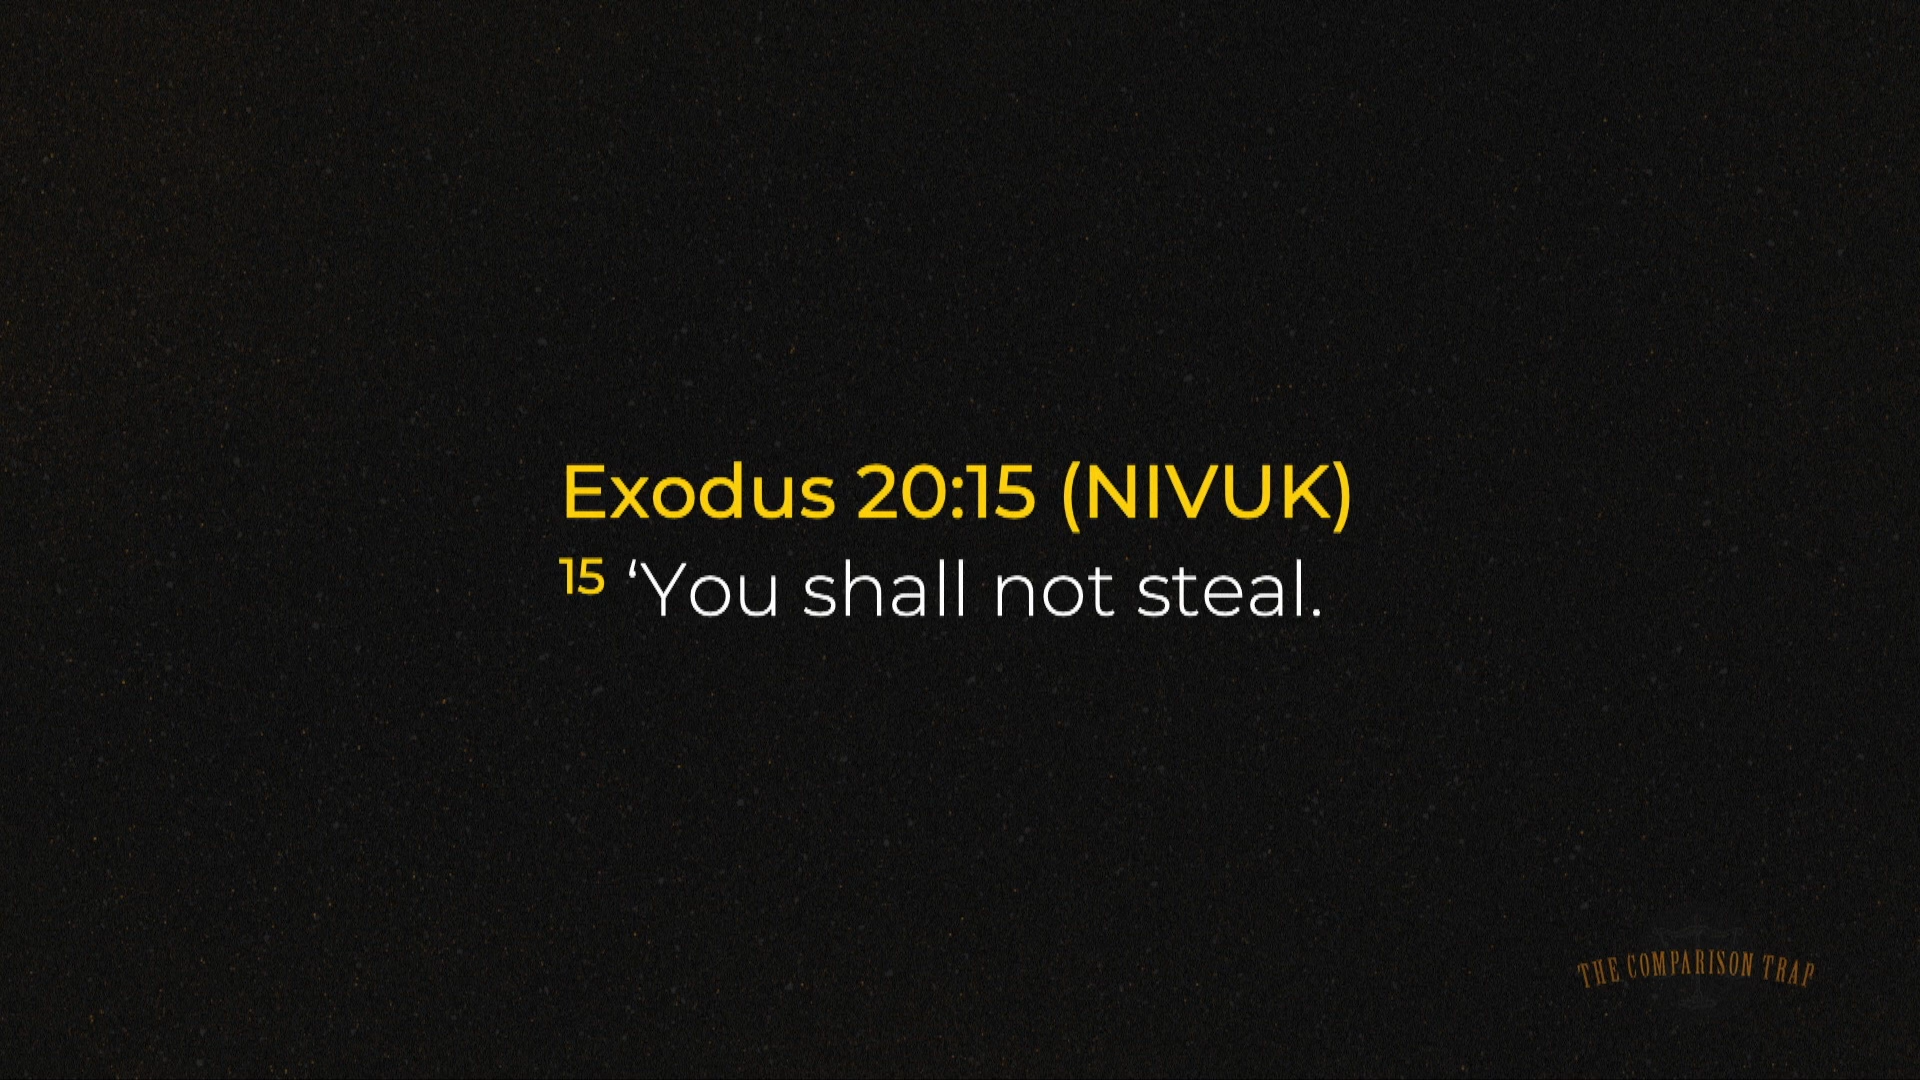 Exodus 20:15 (NIVUK)
15 ‘You shall not steal.
THE COMPARISON TRAP